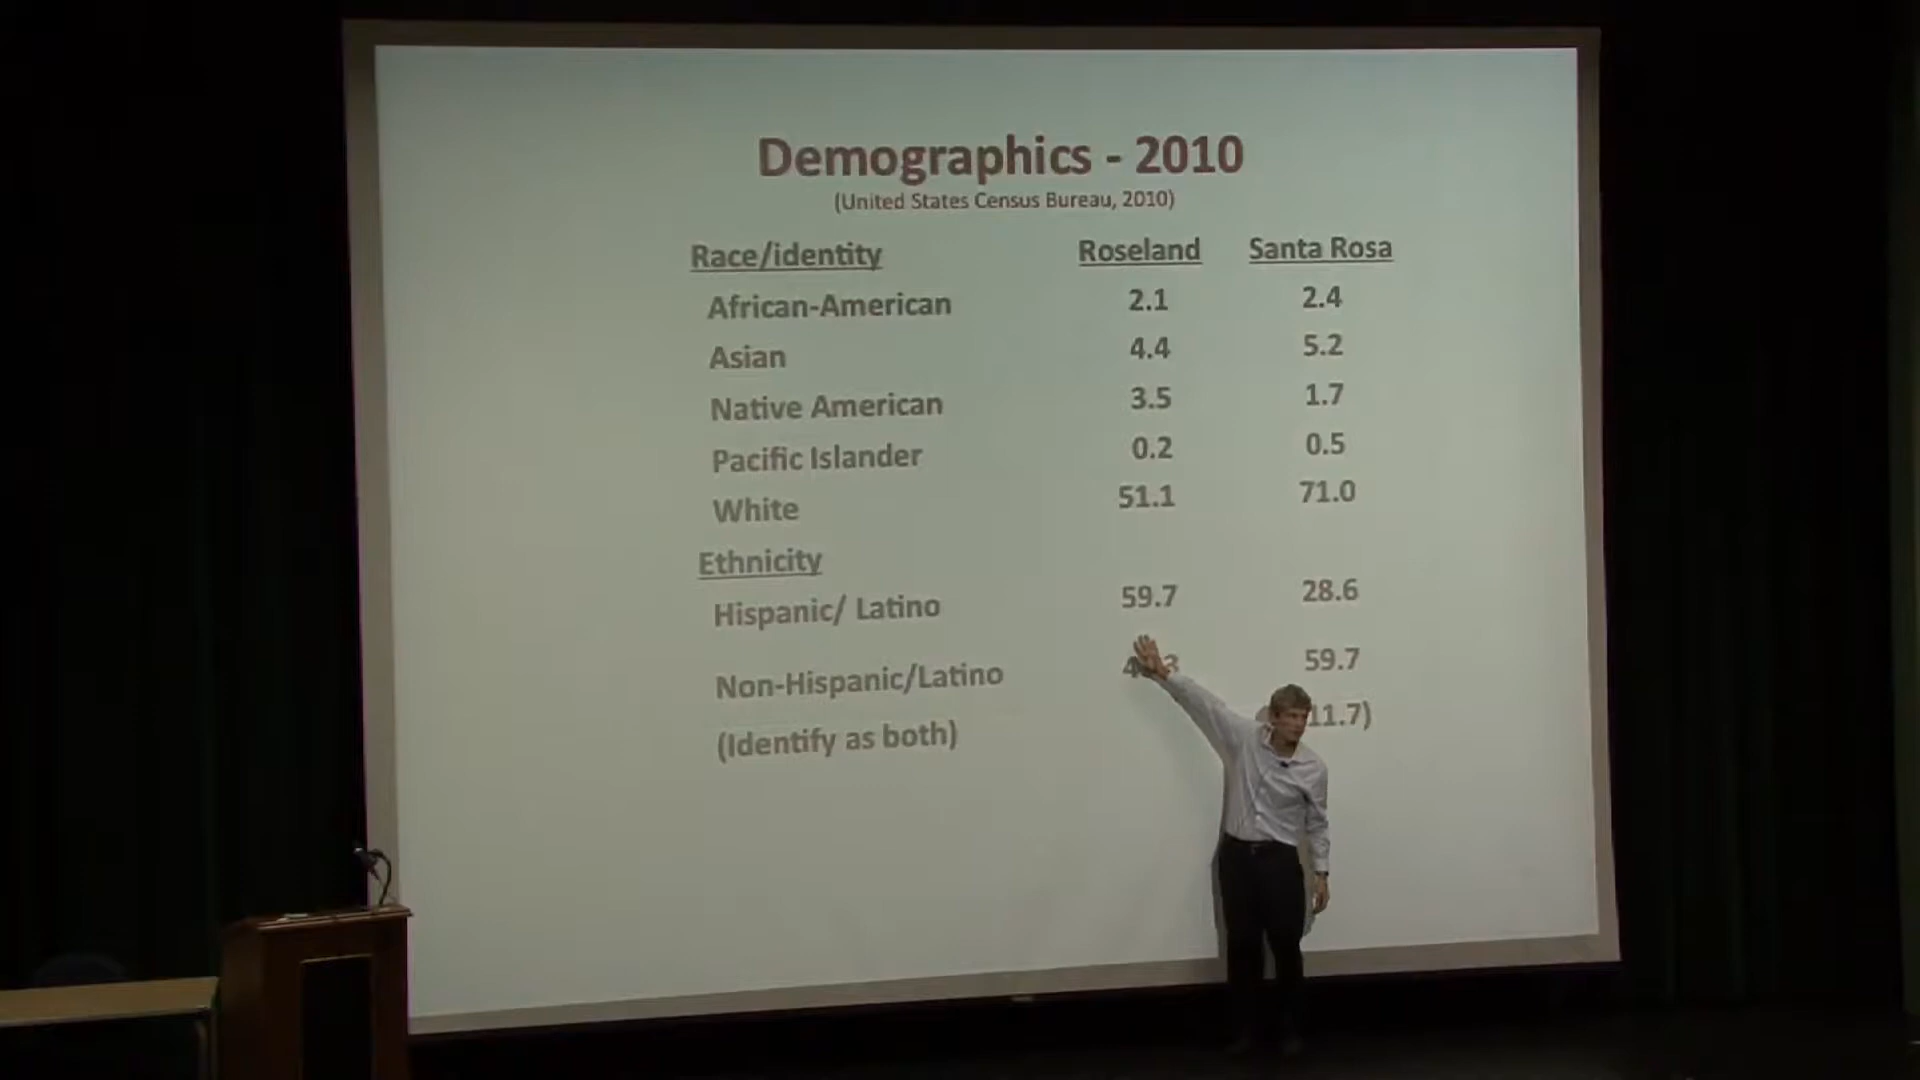 Demographics - 2010
(United States Census Bureau, 2010)
Race/identity Roseland Santa Rosa
African-American 2.1 2.4
Asian 4.4 5.2
Native American 3.5 1.7
Pacific Islander 0.2 0.5
White 51.1 71.0
Ethnicity
Hispanic/ Latino 59.7 28.6
Non-Hispanic/Latino 59.7
(Identify as both) 11.7)